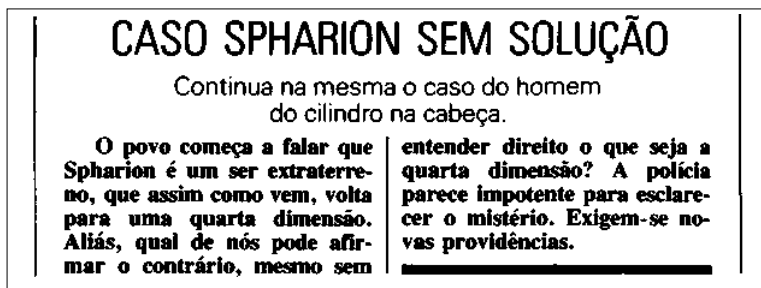 CASO SPHARION SEM SOLUÇÃO
Continua na mesma o caso do homem
do cilindro na cabeça.
O povo começa a falar que
Spharion é um ser extraterre-
no, que assim como vem, volta
para uma quarta dimensão.
Aliás, qual de nós pode afir-
mar o contrário, mesmo sem
entender direito o que seja a
quarta dimensão? A polícia
parece impotente para esclare-
cer o mistério. Exigem-se no-
vas providências.